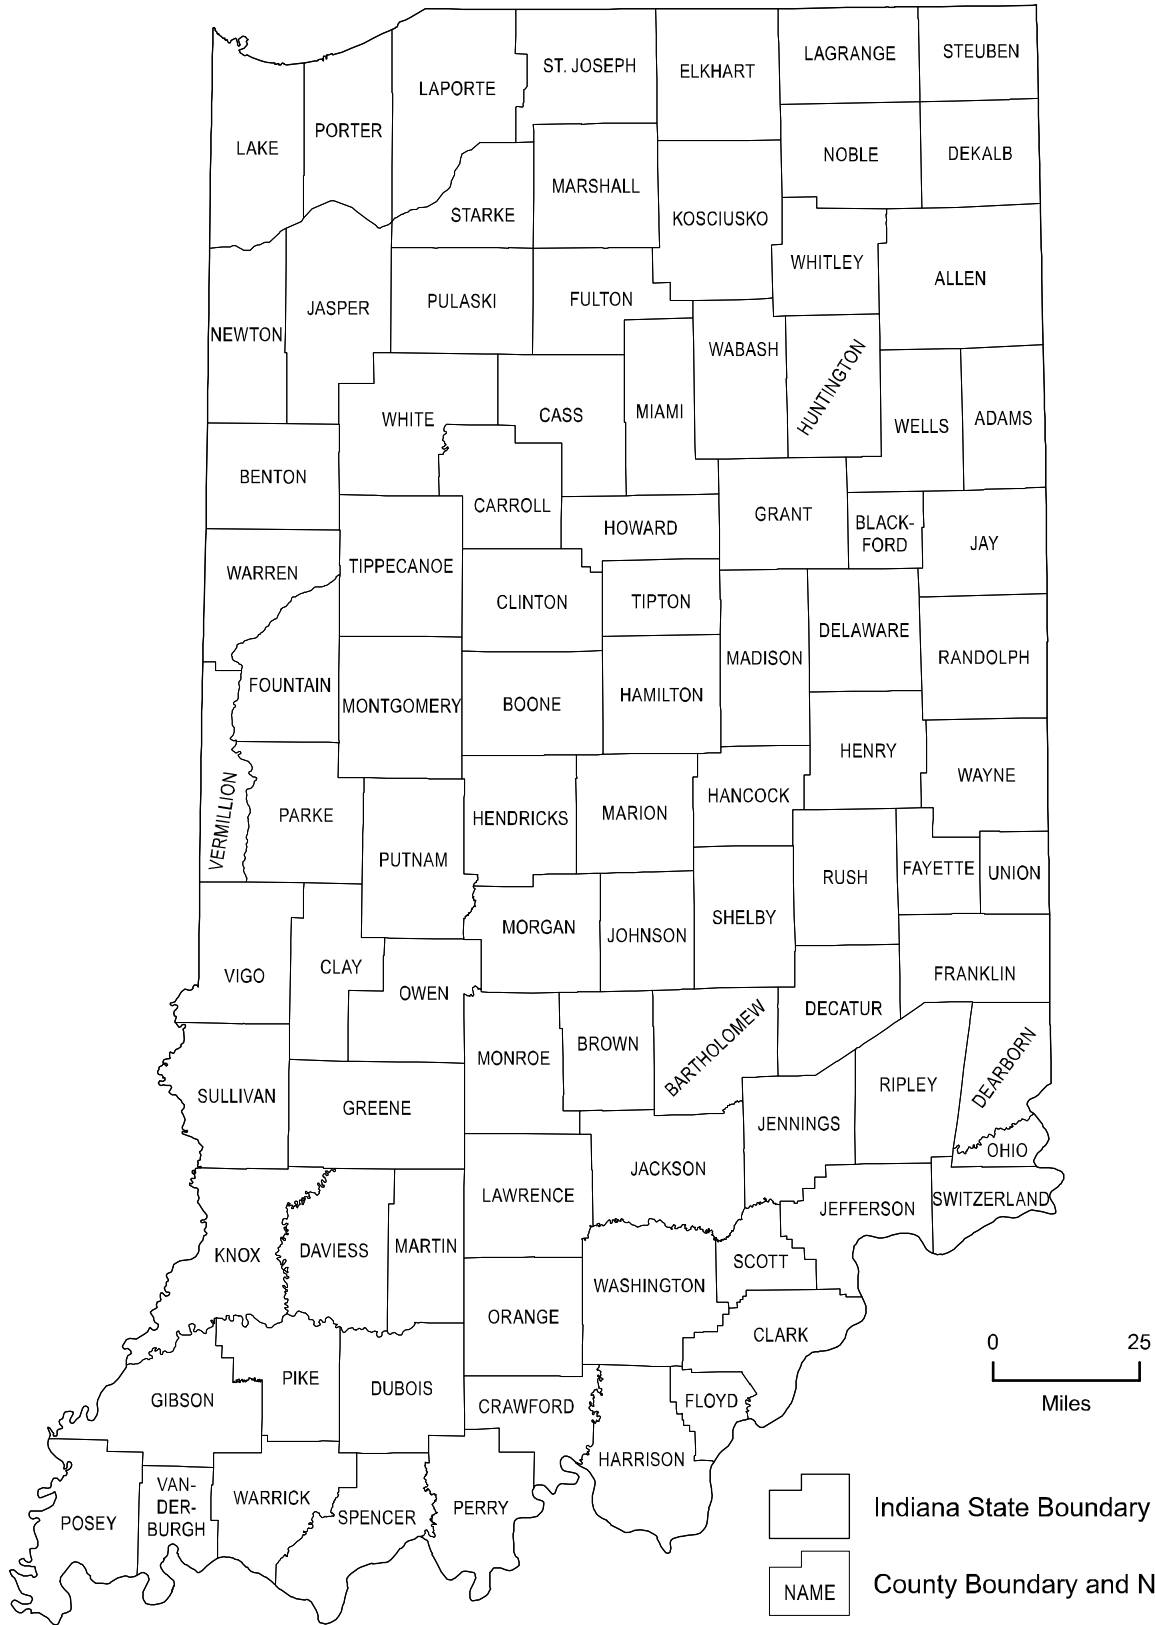 LAGRANGE
STEUBEN
ST. JOSEPH
ELKHART
LAPORTE
PORTER
LAKE
NOBLE
DEKALB
MARSHALL
STARKE
KOSCIUSKO
WHITLEY
ALLEN
JASPER
PULASKI
FULTON
NEWTON
WABASH
HUNTINGTON
WHITE
CASS
MIAMI
WELLS
ADAMS
BENTON
CARROLL
HOWARD
GRANT
BLACK-
FORD
JAY
WARREN
TIPPECANOE
CLINTON
TIPTON
DELAWARE
MADISON
RANDOLPH
FOUNTAIN
MONTGOMERY
BOONE
HAMILTON
HENRY
WAYNE
VERMILLION
PARKE
HENDRICKS
MARION
HANCOCK
PUTNAM
RUSH
FAYETTE
UNION
MORGAN
JOHNSON
SHELBY
VIGO
CLAY
OWEN
FRANKLIN
DECATUR
MONROE
BROWN
BARTHOLOMEW
SULLIVAN
GREENE
RIPLEY
DEARBORN
JENNINGS
OHIO
JACKSON
LAWRENCE
JEFFERSON
SWITZERLAND
KNOX
DAVIESS
MARTIN
SCOTT
WASHINGTON
ORANGE
CLARK
PIKE
DUBOIS
GIBSON
CRAWFORD
FLOYD
HARRISON
POSEY
VAN-
DER-
BURGH
WARRICK
SPENCER
PERRY
0 25
Miles
Indiana State Boundary
NAME
County Boundary and N